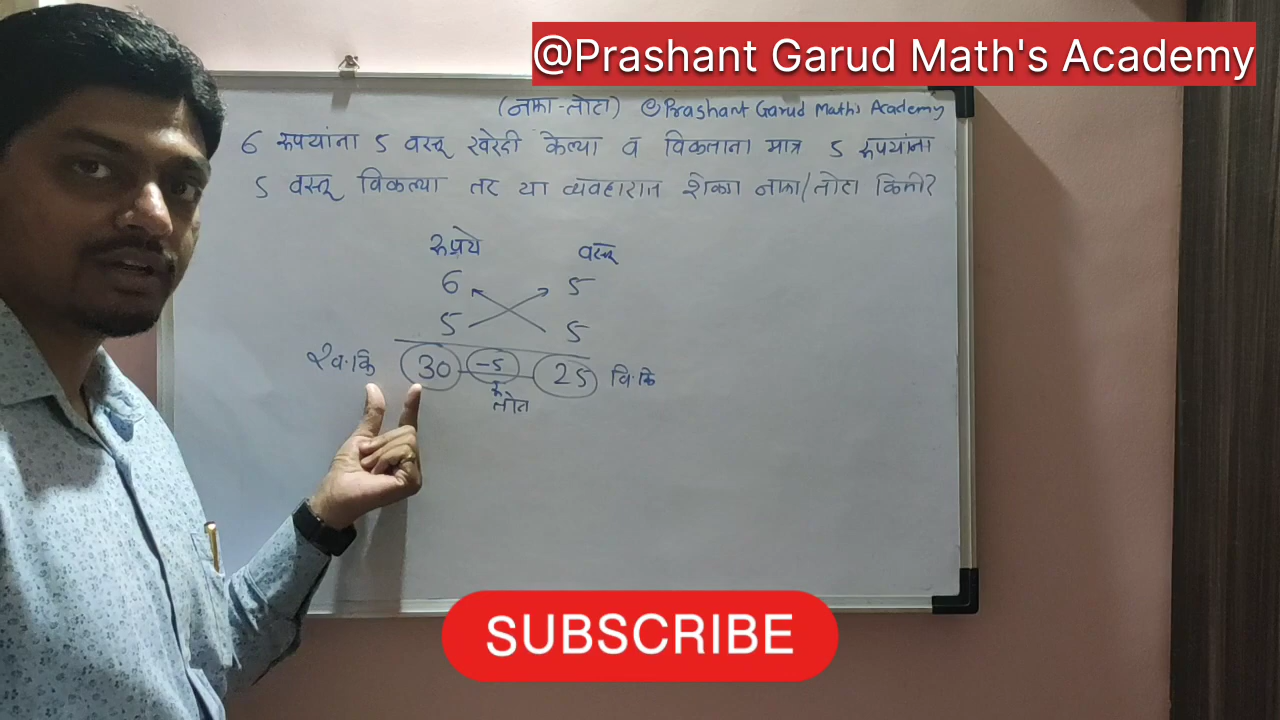 @Prashant Garud Math's Academy
(नफा-तोटा) @Prashant Garud Math's Academy
6 रुपयांना 5 वस्तू खरेदी केल्या व विकताना मात्र 5 रुपयांना
5 वस्तू विकल्या तर या व्यवहारात शेकडा नफा/तोटा किती?
रुपये वस्तू
6 5
5 5
ख.कि 30 -5 25 वि.कि
तोटा
SUBSCRIBE